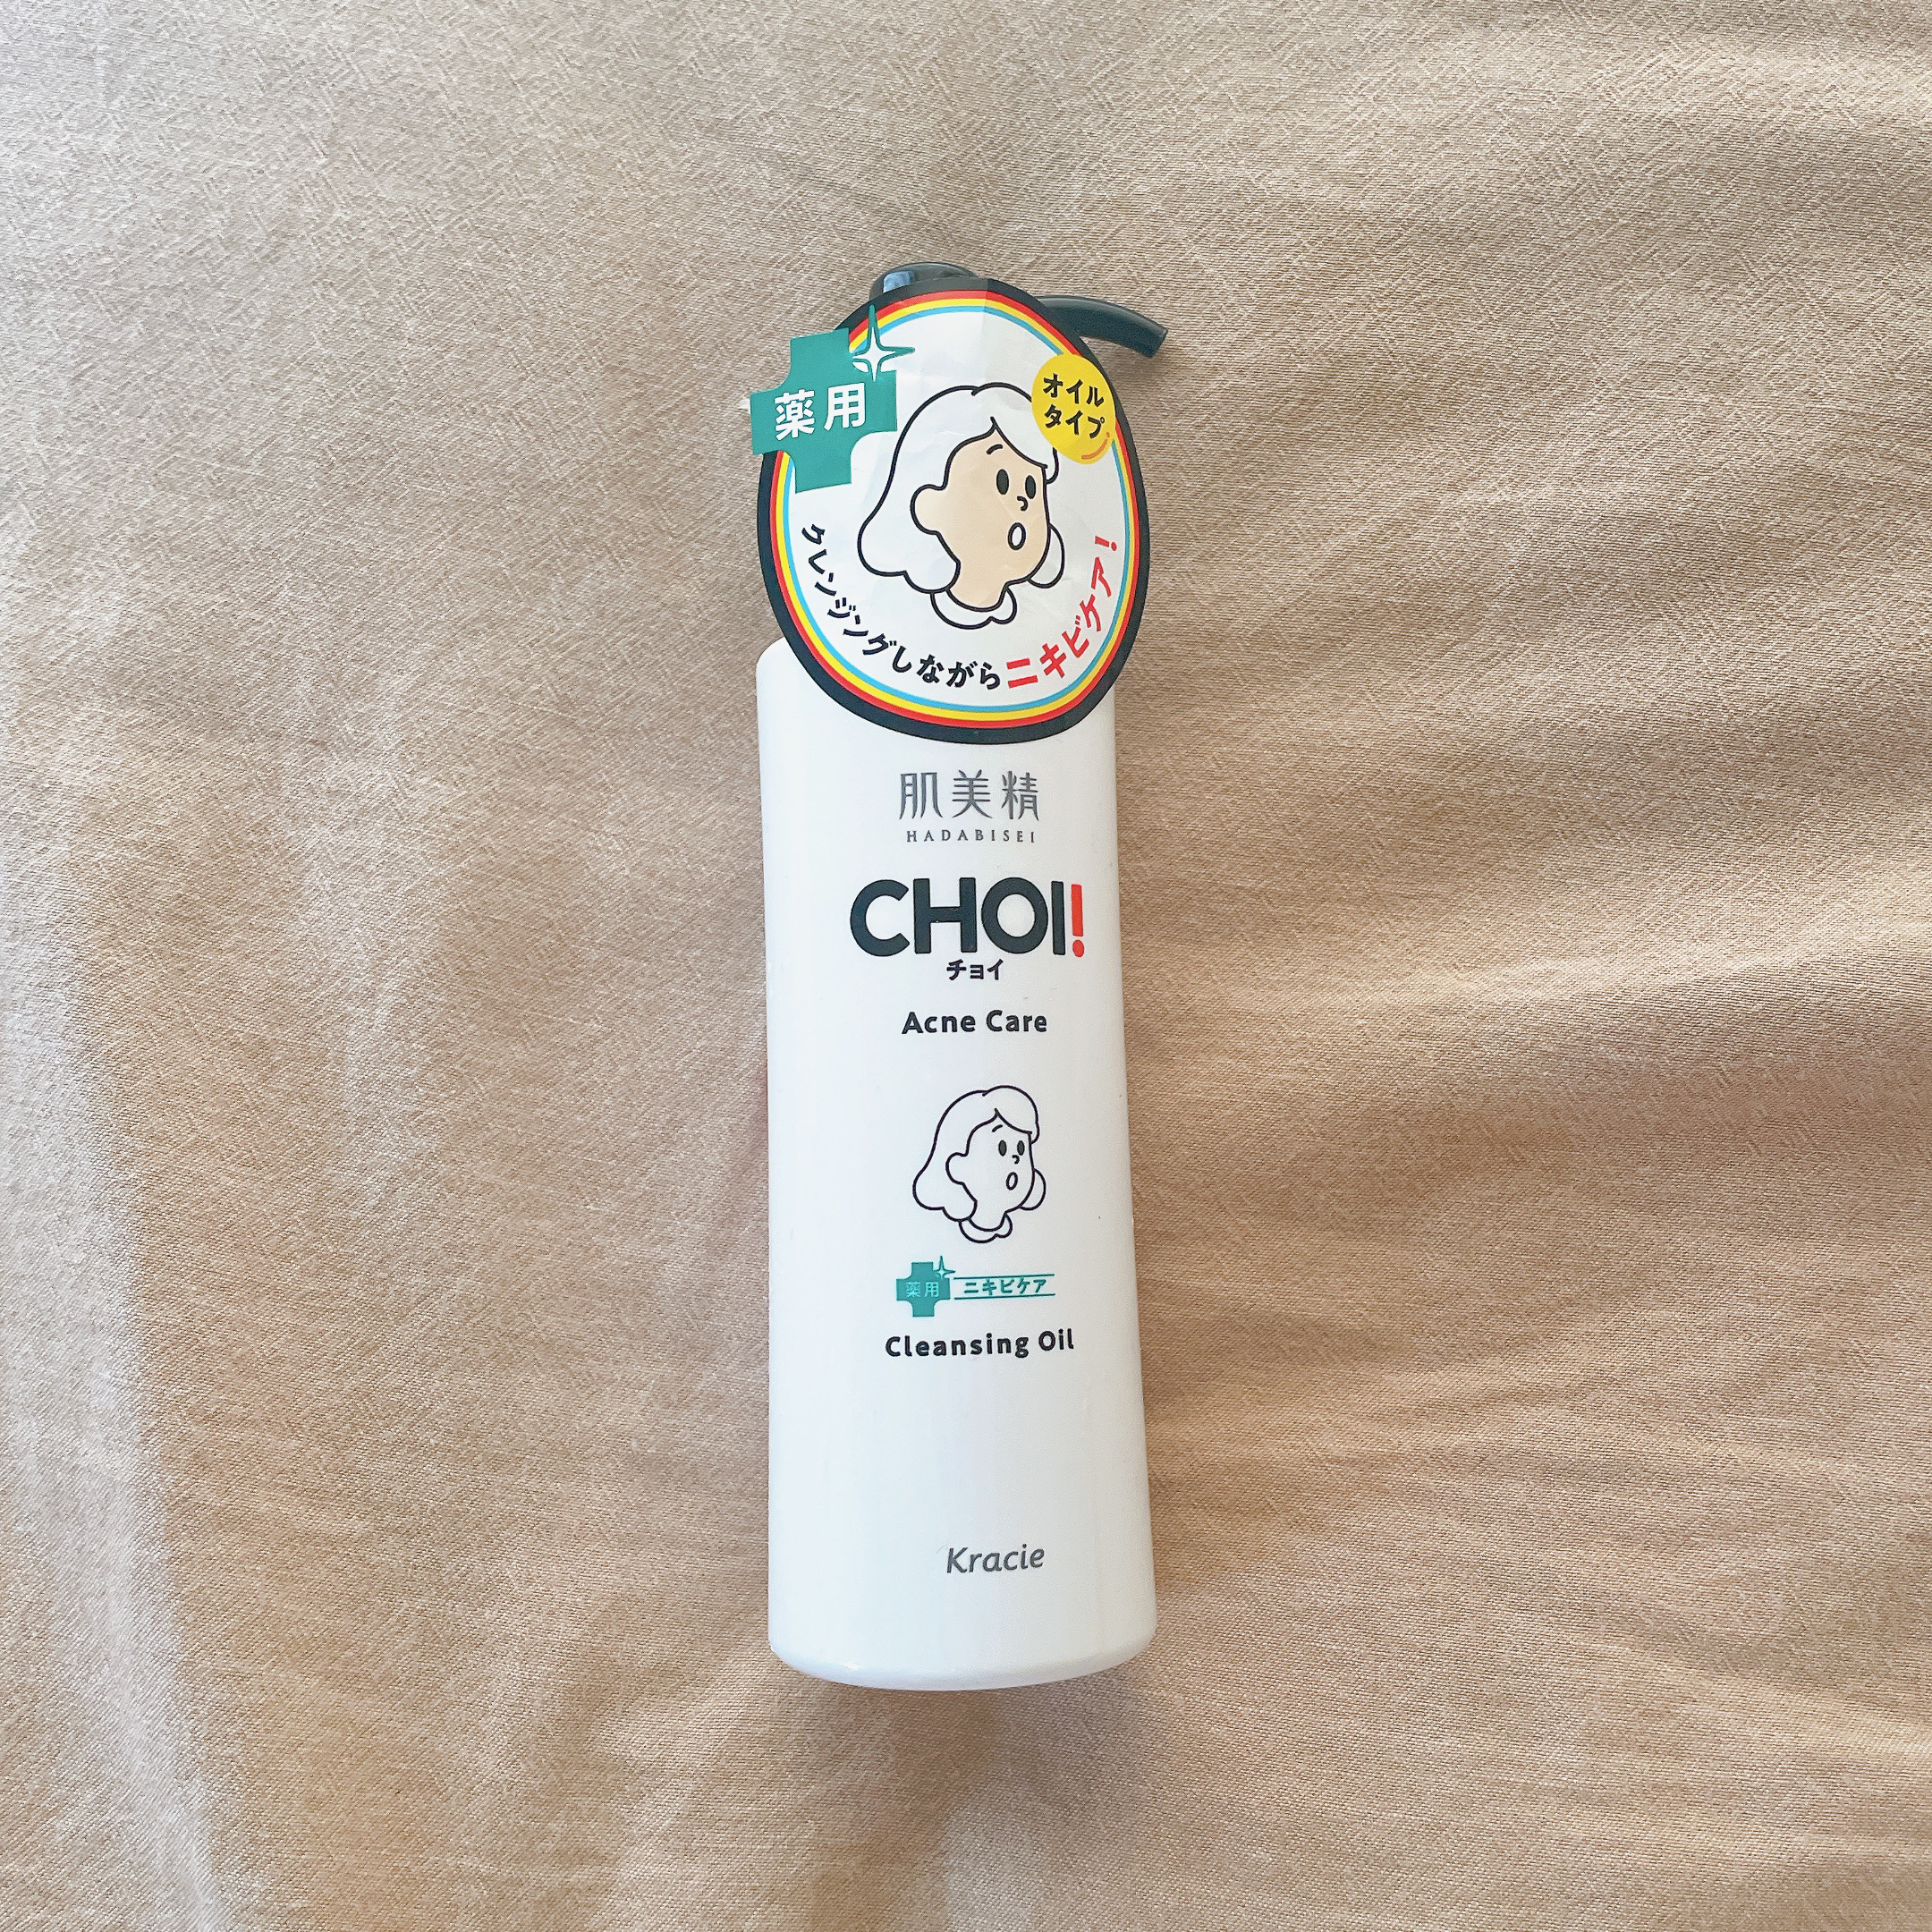 薬用
オイル
タイプ
クレンジングしながらニキビケア!
肌美精
HADABISEI
CHOI!
チョイ
Acne Care
薬用 ニキビケア
Cleansing Oil
Kracie